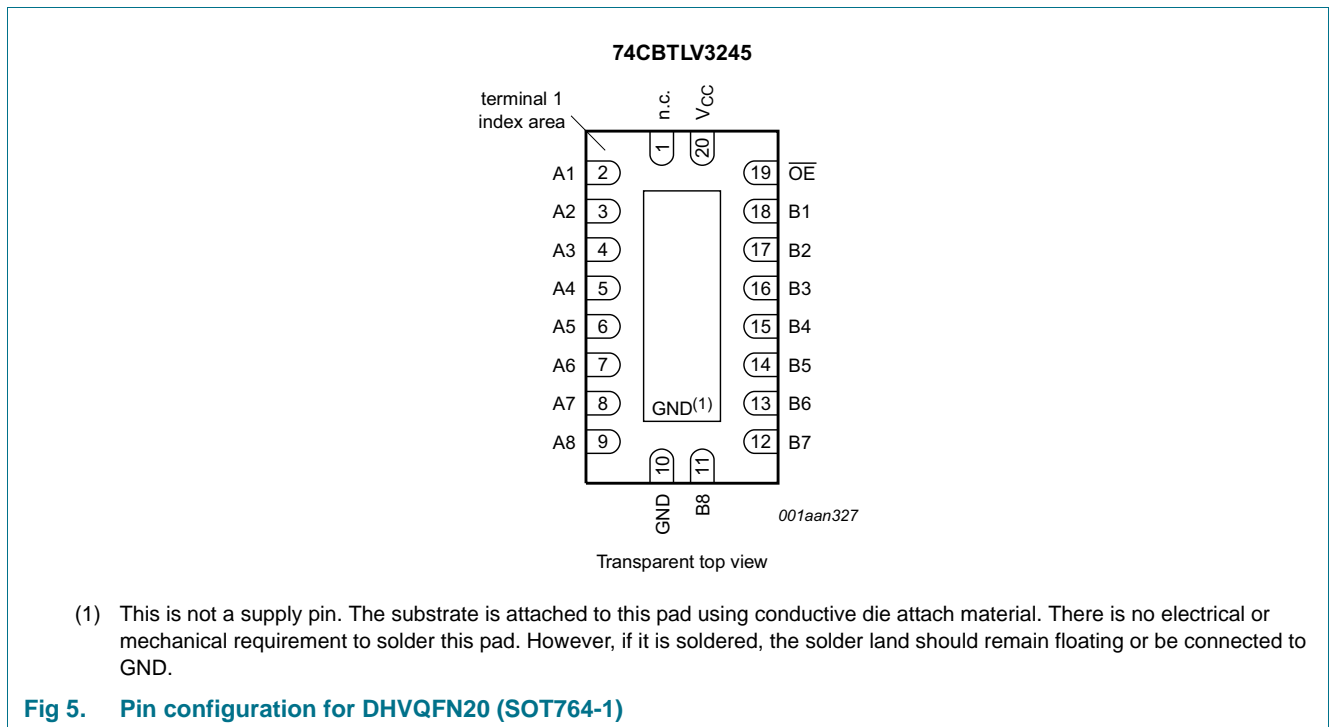 74CBTLV3245
terminal 1
index area
n.c.
VCC
1
20
A1 2 19 OE
A2 3 18 B1
A3 4 17 B2
A4 5 16 B3
A5 6 15 B4
A6 7 14 B5
A7 8 GND(1) 13 B6
A8 9 12 B7
10
11
GND
B8
001aan327
Transparent top view
(1) This is not a supply pin. The substrate is attached to this pad using conductive die attach material. There is no electrical or
mechanical requirement to solder this pad. However, if it is soldered, the solder land should remain floating or be connected to
GND.
Fig 5. Pin configuration for DHVQFN20 (SOT764-1)